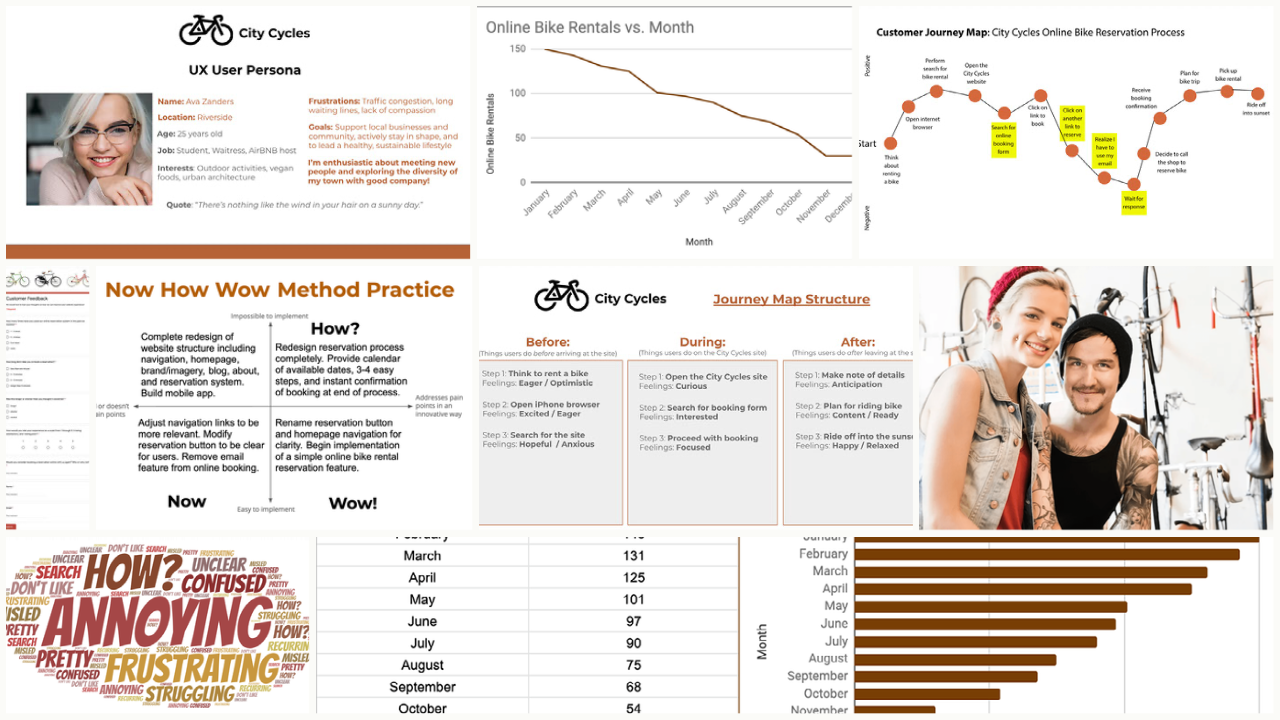 City Cycles
UX User Persona
Name: Ava Zanders
Location: Riverside
Age: 25 years old
Job: Student, Waitress, AirBNB host
Interests: Outdoor activities, vegan
foods, urban architecture
Frustrations: Traffic congestion, long
waiting lines, lack of compassion
Goals: Support local businesses and
community, actively stay in shape, and
to lead a healthy, sustainable lifestyle
I'm enthusiastic about meeting new
people and exploring the diversity of
my town with good company!
Quote: "There's nothing like the wind in your hair on a sunny day."
Online Bike Rentals vs. Month
Online Bike Rentals
150
100
50
0
January
February
March
April
May
June
July
August
September
October
November
Decemb
Month
Customer Journey Map: City Cycles Online Bike Reservation Process
Positive
Negative
Start
Think
about
renting
a bike
Open internet
browser
Perform
search for
bike rental
Open the
City Cycles
website
Search for
online
booking
form
Click on
link to
book
Click on
another
link to
reserve
Realize I
have to
use my
email
Wait for
response
Decide to call
the shop to
reserve bike
Receive
booking
confirmation
Plan for
bike trip
Pick up
bike rental
Ride off
into sunset
Customer Feedback
Now How Wow Method Practice
Impossible to implement
How?
Complete redesign of
website structure including
navigation, homepage,
brand/imagery, blog, about,
and reservation system.
Build mobile app.
Redesign reservation process
completely. Provide calendar
of available dates, 3-4 easy
steps, and instant confirmation
of booking at end of process.
or doesn't
ain points
Addresses pain
points in an
innovative way
Adjust navigation links to be
more relevant. Modify
reservation button to be clear
for users. Remove email
feature from online booking.
Rename reservation button
and homepage navigation for
clarity. Begin implementation
of a simple online bike rental
reservation feature.
Now
Easy to implement
Wow!
City Cycles
Journey Map Structure
Before:
(Things users do before arriving at the site)
Step 1: Think to rent a bike
Feelings: Eager / Optimistic
Step 2: Open iPhone browser
Feelings: Excited / Eager
Step 3: Search for the site
Feelings: Hopeful / Anxious
During:
(Things users do on the City Cycles site)
Step 1: Open the City Cycles site
Feelings: Curious
Step 2: Search for booking form
Feelings: Interested
Step 3: Proceed with booking
Feelings: Focused
After:
(Things users do after leaving at the s
Step 1: Make note of details
Feelings: Anticipation
Step 2: Plan for riding bike
Feelings: Content / Ready
Step 3: Ride off into the sunse
Feelings: Happy / Relaxed
UNCLEAR DON'T LIKE SEARCH MISLED PRETTY FRUSTRATING
HOW? SEARCH HOW? UNCLEAR CONFUSED
DON'T LIKE CONFUSED PRETTY ANNOYING
ANNOYING HOW? STRUGGLING
PRETTY SEARCH MISLED HOW? RECURRIN
PRETTY FRUSTRATING MISLED
CONFUSED ANNOYING STRUGGLING RECURRING
March 131
April 125
May 101
June 97
July 90
August 75
September 68
October 54
Month
January
February
March
April
May
June
July
August
September
October
November